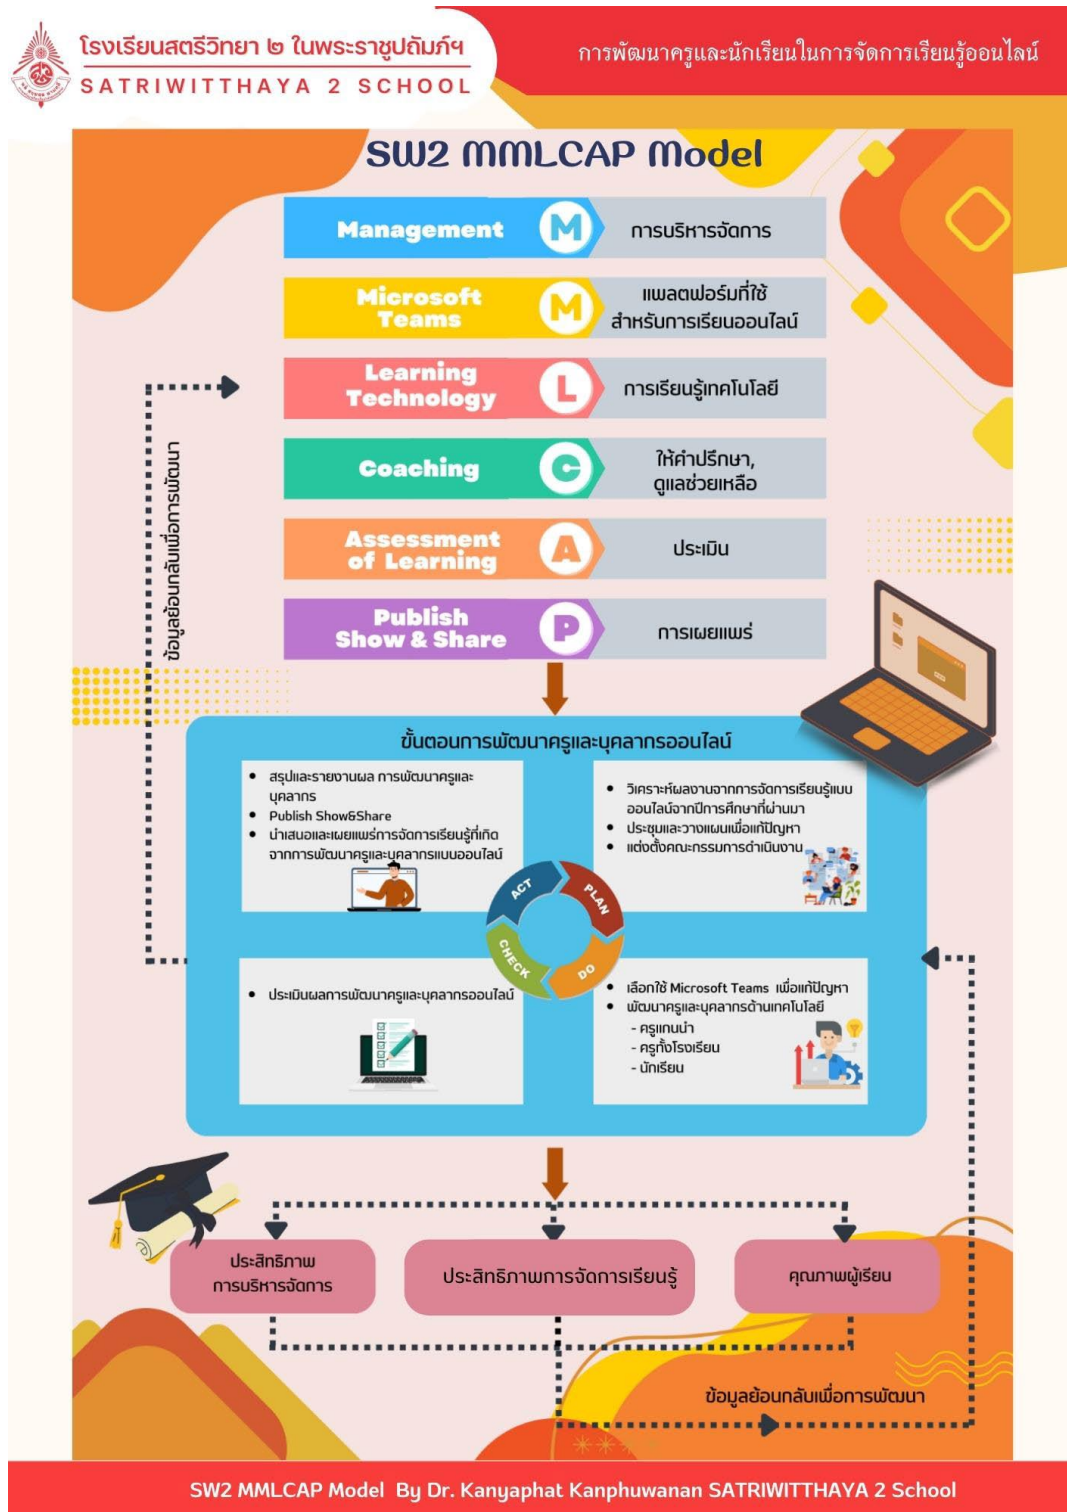 โรงเรียนสตรีวิทยา ๒ ในพระราชูปถัมภ์ฯ
SATRIWITTHAYA 2 SCHOOL
การพัฒนาครูและนักเรียนในการจัดการเรียนรู้ออนไลน์
SW2 MMLCAP Model
Management
M
การบริหารจัดการ
Microsoft
Teams
M
แพลตฟอร์มที่ใช้
สำหรับการเรียนออนไลน์
Learning
Technology
L
การเรียนรู้เทคโนโลยี
Coaching
C
ให้คำปรึกษา,
ดูแลช่วยเหลือ
Assessment
of Learning
A
ประเมิน
Publish
Show & Share
P
การเผยแพร่
ข้อมูลย้อนกลับเพื่อการพัฒนา
ขั้นตอนการพัฒนาครูและบุคลากรออนไลน์
• สรุปและรายงานผล การพัฒนาครูและ
บุคลากร
• Publish Show&Share
• นำเสนอและเผยแพร่การจัดการเรียนรู้ที่เกิด
จากการพัฒนาครูและบุคลากรแบบออนไลน์
• วิเคราะห์ผลงานจากการจัดการเรียนรู้แบบ
ออนไลน์จากปีการศึกษาที่ผ่านมา
• ประชุมและวางแผนเพื่อแก้ปัญหา
• แต่งตั้งคณะกรรมการดำเนินงาน
ACT
PLAN
CHECK
DO
• ประเมินผลการพัฒนาครูและบุคลากรออนไลน์
• เลือกใช้ Microsoft Teams เพื่อแก้ปัญหา
• พัฒนาครูและบุคลากรด้านเทคโนโลยี
- ครูแกนนำ
- ครูทั้งโรงเรียน
- นักเรียน
ประสิทธิภาพ
การบริหารจัดการ
ประสิทธิภาพการจัดการเรียนรู้
คุณภาพผู้เรียน
ข้อมูลย้อนกลับเพื่อการพัฒนา
SW2 MMLCAP Model By Dr. Kanyaphat Kanphuwanan SATRIWITTHAYA 2 School